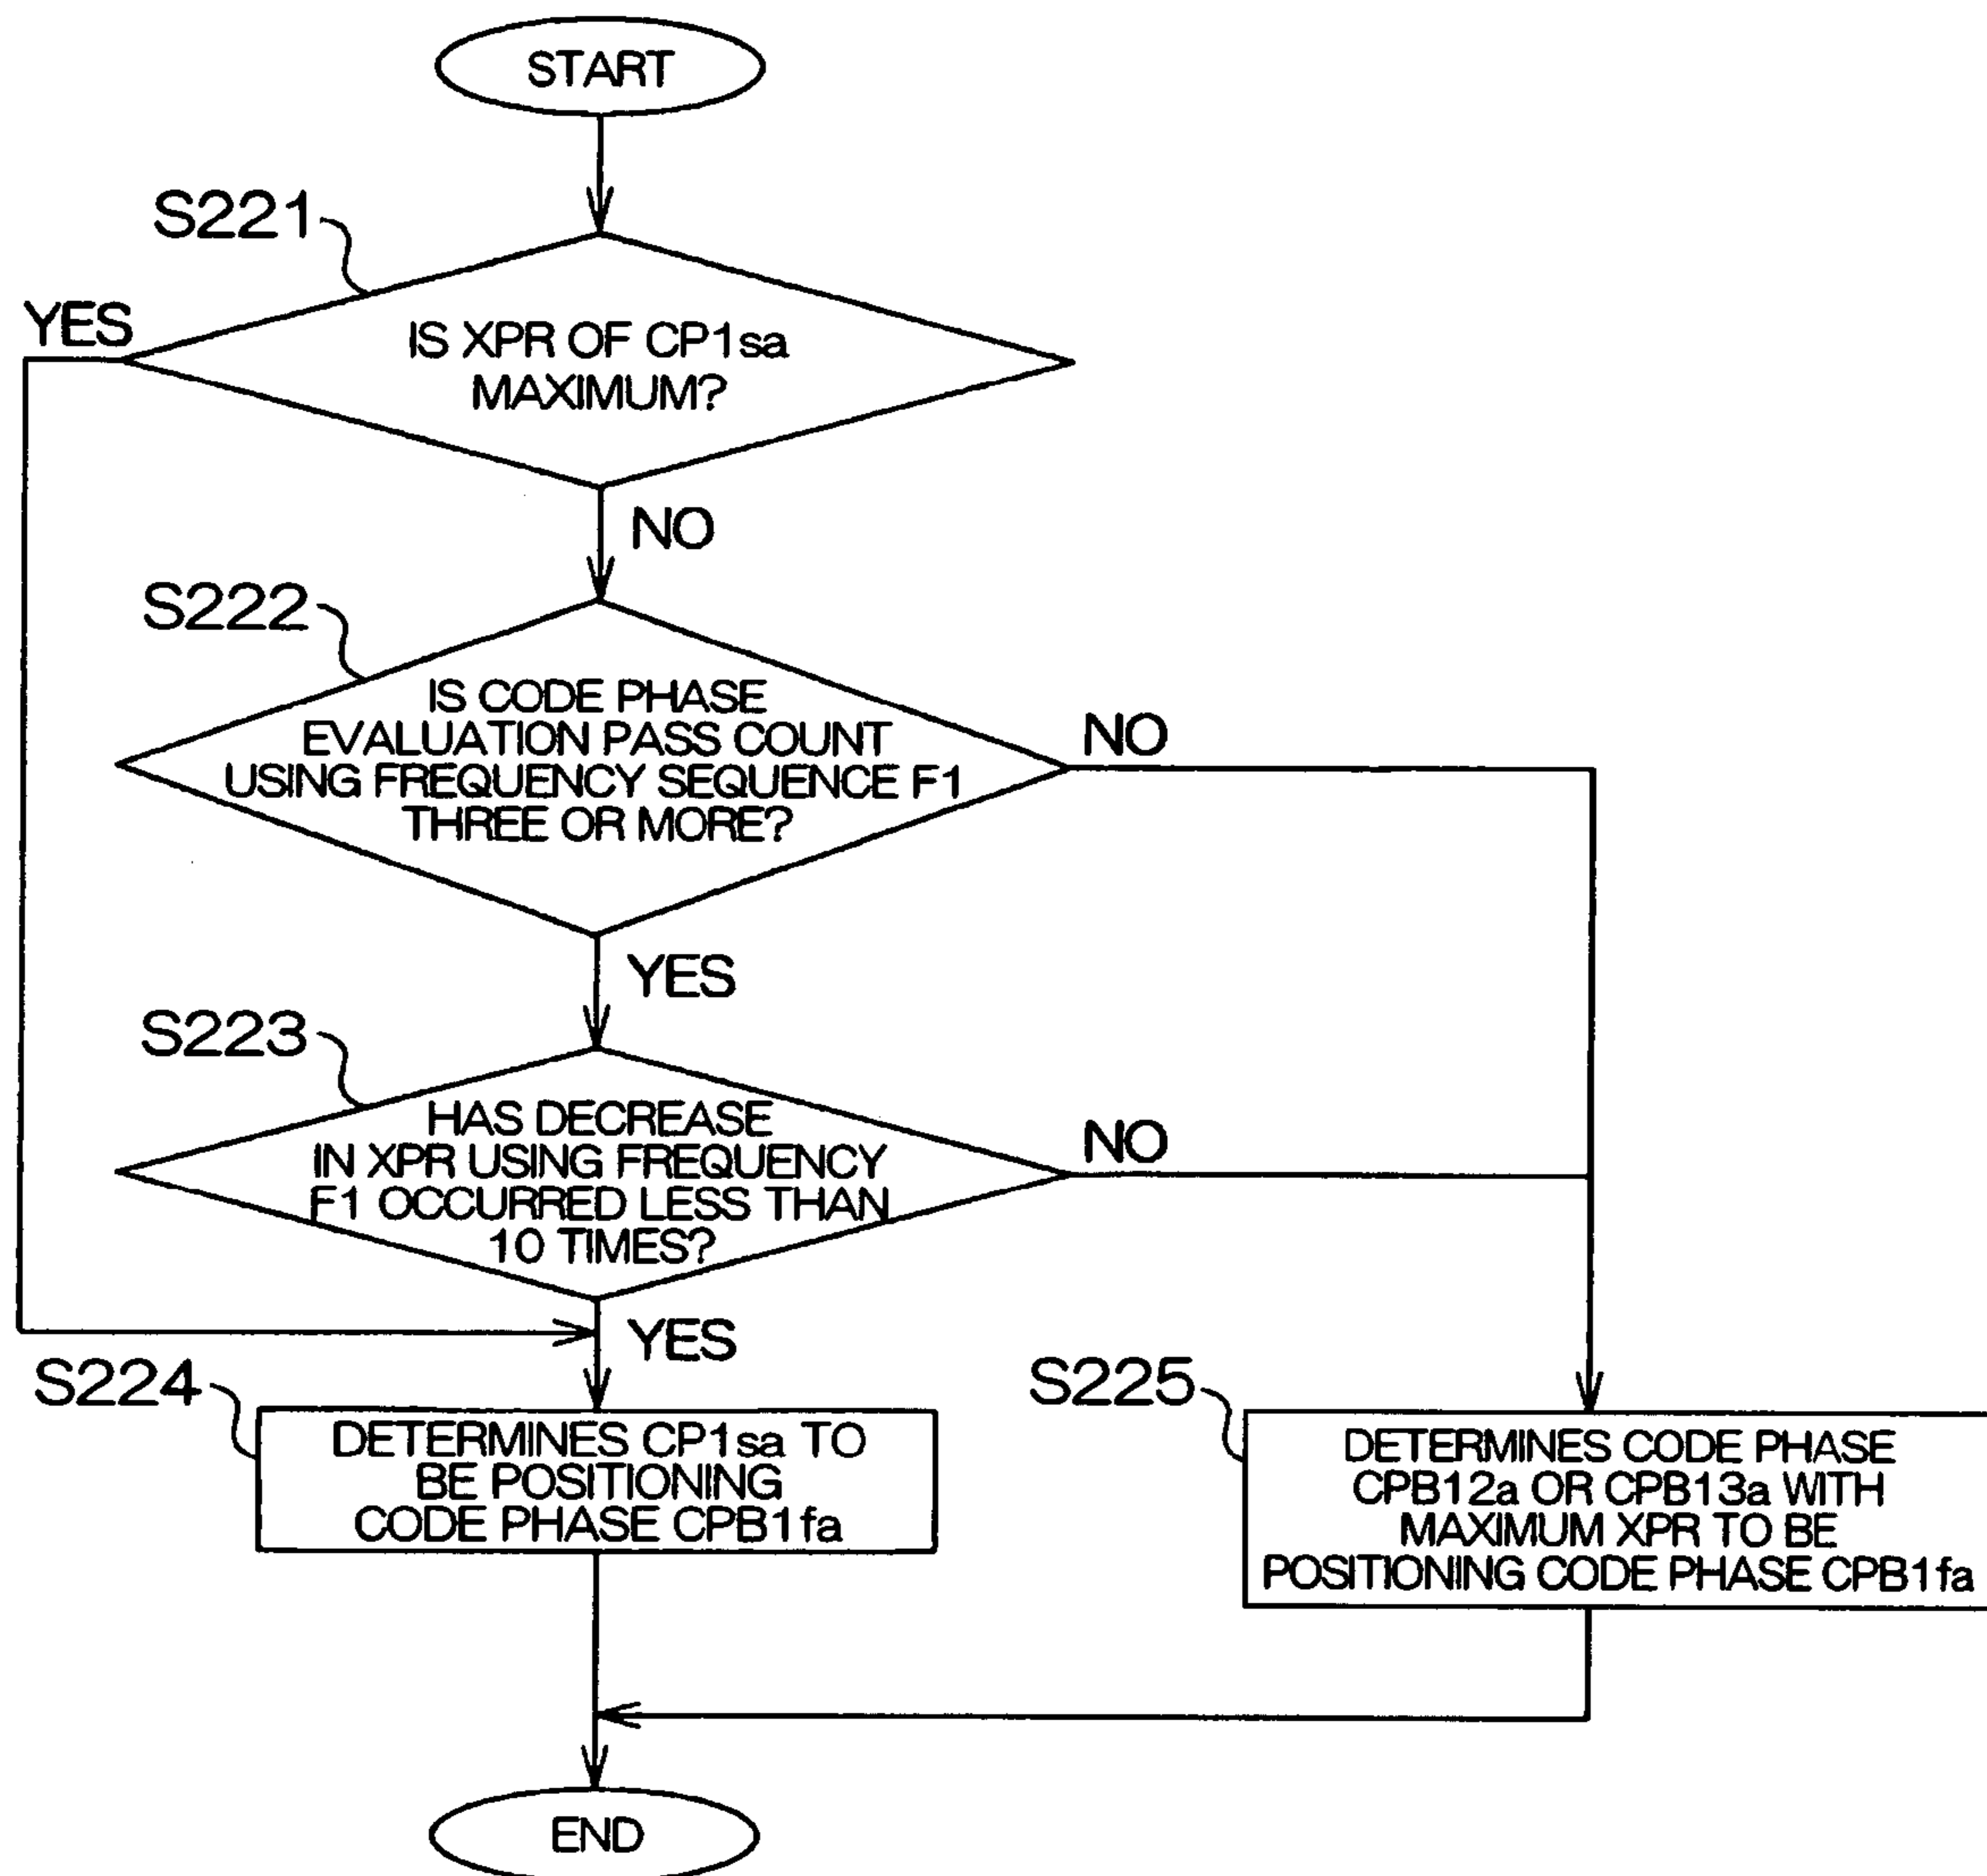 START
S221
YES
IS XPR OF CP1sa
MAXIMUM?
NO
S222
IS CODE PHASE
EVALUATION PASS COUNT
USING FREQUENCY SEQUENCE F1
THREE OR MORE?
NO
YES
S223
HAS DECREASE
IN XPR USING FREQUENCY
F1 OCCURRED LESS THAN
10 TIMES?
NO
YES
S224
DETERMINES CP1sa TO
BE POSITIONING
CODE PHASE CPB1fa
S225
DETERMINES CODE PHASE
CPB12a OR CPB13a WITH
MAXIMUM XPR TO BE
POSITIONING CODE PHASE CPB1fa
END